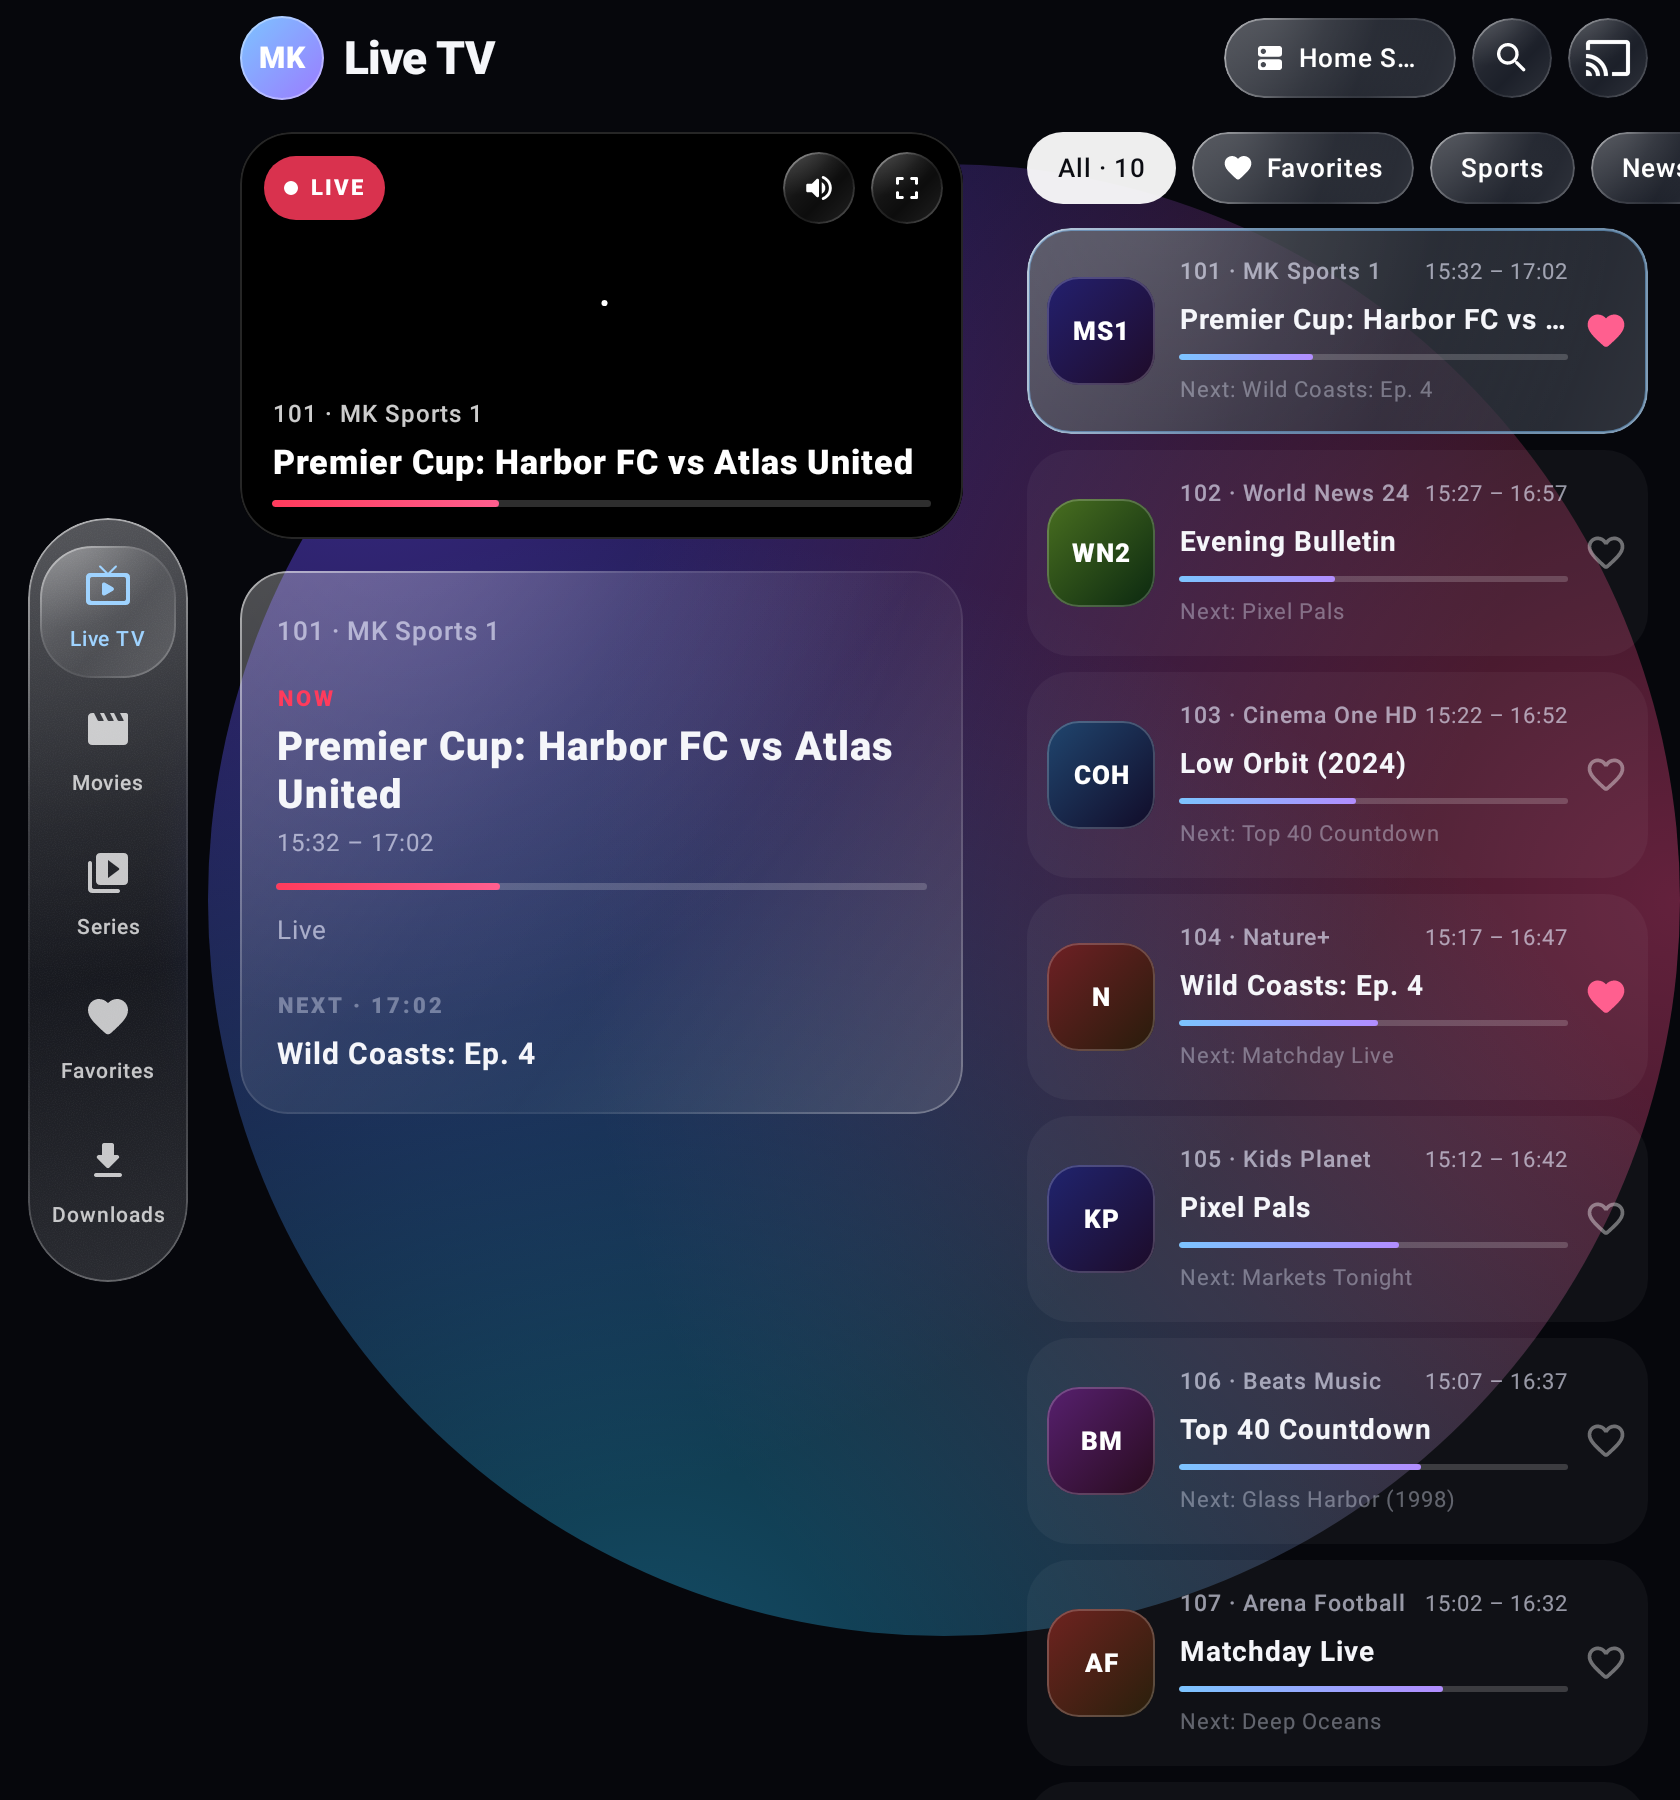 MK
Live TV
Home S...
LIVE
101 · MK Sports 1
Premier Cup: Harbor FC vs Atlas United
101 · MK Sports 1
NOW
Premier Cup: Harbor FC vs Atlas
United
15:32 – 17:02
Live
NEXT · 17:02
Wild Coasts: Ep. 4
Live TV
Movies
Series
Favorites
Downloads
All · 10
Favorites
Sports
News
MS1
101 · MK Sports 1 15:32 – 17:02
Premier Cup: Harbor FC vs ...
Next: Wild Coasts: Ep. 4
WN2
102 · World News 24 15:27 – 16:57
Evening Bulletin
Next: Pixel Pals
COH
103 · Cinema One HD 15:22 – 16:52
Low Orbit (2024)
Next: Top 40 Countdown
N
104 · Nature+ 15:17 – 16:47
Wild Coasts: Ep. 4
Next: Matchday Live
KP
105 · Kids Planet 15:12 – 16:42
Pixel Pals
Next: Markets Tonight
BM
106 · Beats Music 15:07 – 16:37
Top 40 Countdown
Next: Glass Harbor (1998)
AF
107 · Arena Football 15:02 – 16:32
Matchday Live
Next: Deep Oceans